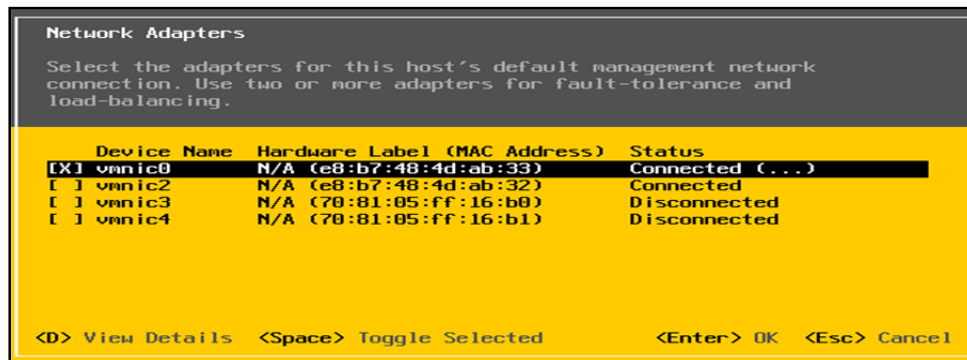 Network Adapters
Select the adapters for this host's default management network
connection. Use two or more adapters for fault-tolerance and
load-balancing.
Device Name Hardware Label (MAC Address) Status
[X] vmnic0 N/A (e8:b7:48:4d:ab:33) Connected (...)
[ ] vmnic2 N/A (e8:b7:48:4d:ab:32) Connected
[ ] vmnic3 N/A (70:81:05:ff:16:b0) Disconnected
[ ] vmnic4 N/A (70:81:05:ff:16:b1) Disconnected
<D> View Details <Space> Toggle Selected <Enter> OK <Esc> Cancel